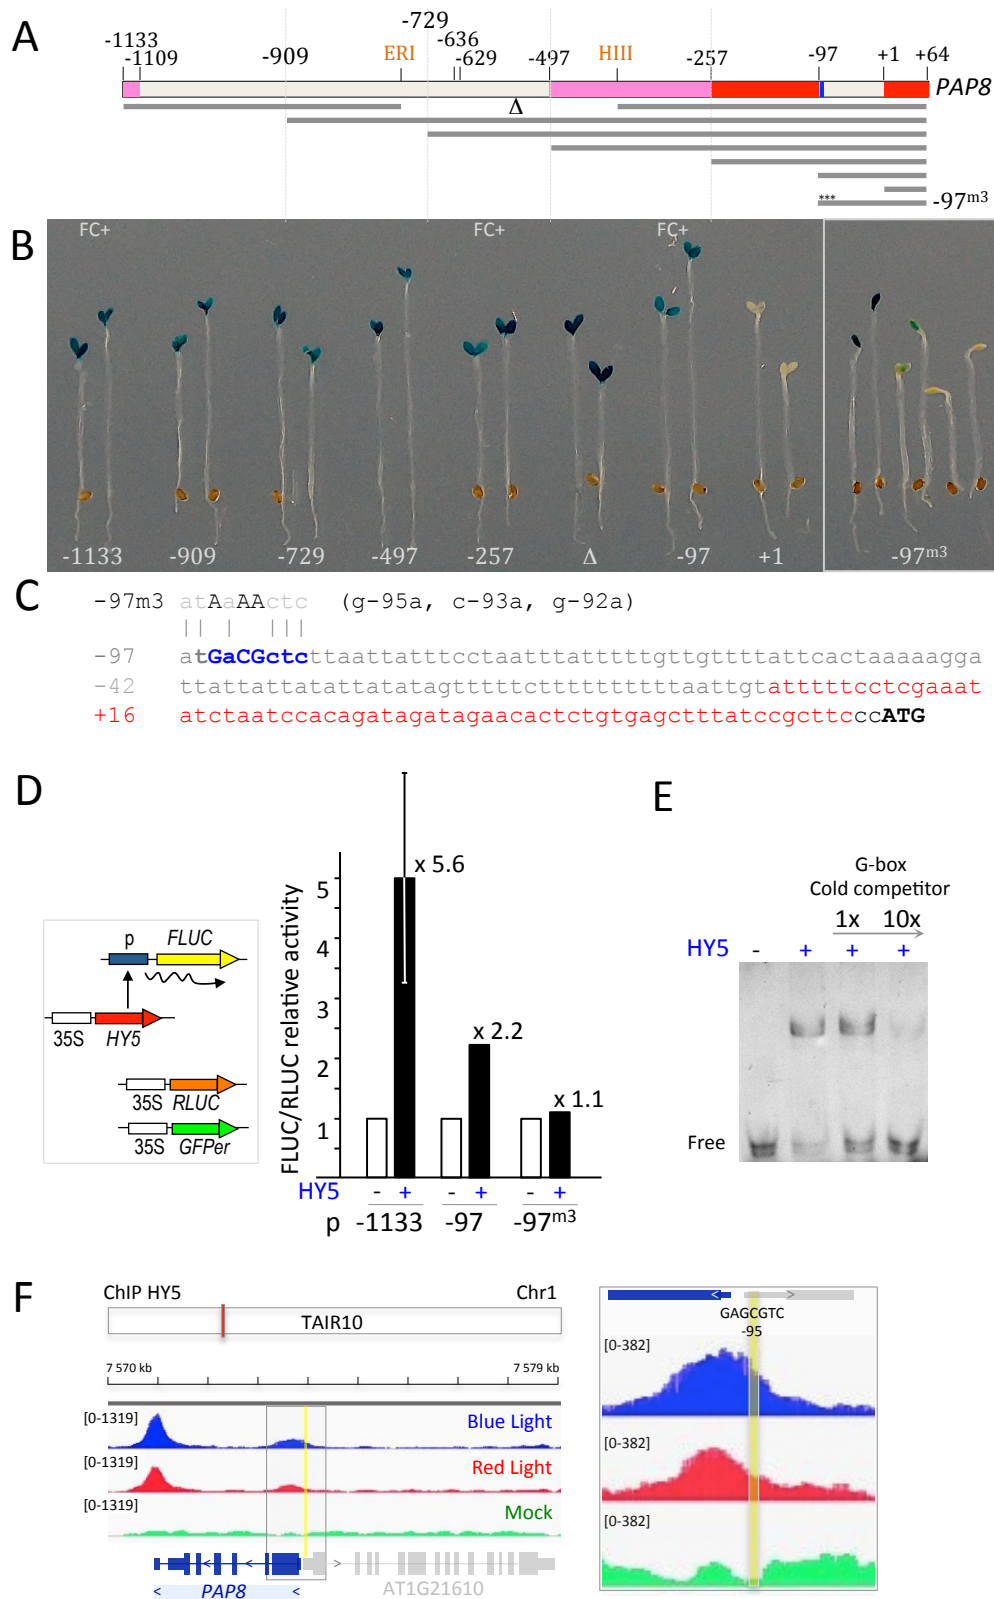 A
-729
-1133
-1109
-909
ERI
-636
-629
-497
HIII
-257
-97
+1
+64
PAP8
Δ
***
-97m3
B
FC+
FC+
FC+
-1133
-909
-729
-497
-257
Δ
-97
+1
-97m3
C
-97m3 atAaAActc (g-95a, c-93a, g-92a)
-97 atGaCGctcttaattatttcctaatttatttttgttgttttattcactaaaaagga
-42 ttattattatattatatagtttttctttttttttttaattgtatttttcctcgaaat
+16 atctaatccacagatagatagaacactctgtgagctttatccgcttcccATG
D
p
FLUC
35S
HY5
35S
RLUC
35S
GFPer
FLUC/RLUC relative activity
5
4
3
2
1
x 5.6
x 2.2
x 1.1
HY5 - + - + - +
p -1133 -97 -97m3
E
G-box
Cold competitor
1x 10x
HY5 - + + +
Free
F
ChIP HY5
Chr1
TAIR10
7 570 kb
7 579 kb
[0-1319]
Blue Light
[0-1319]
Red Light
[0-1319]
Mock
< PAP8 <
AT1G21610
GAGCGTC
-95
[0-382]
[0-382]
[0-382]